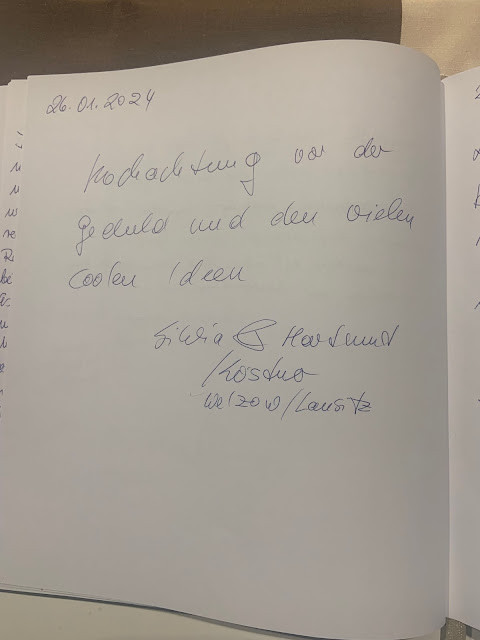 26.01.2024
Hochachtung vor der
Geduld und den vielen
coolen Ideen
Silvia & Hartmut
Welzow/Lausitz